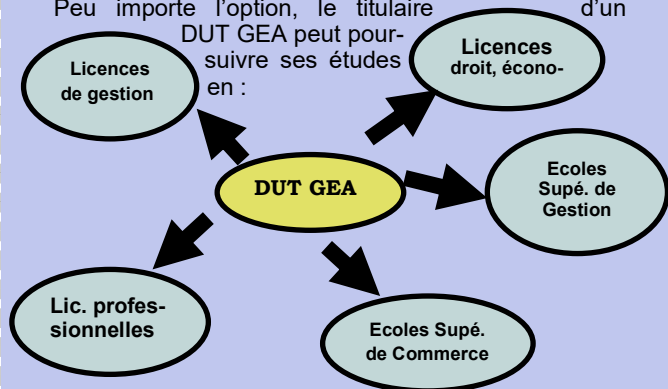 Peu importe l’option, le titulaire d’un
DUT GEA peut pour-
suivre ses études
en :
Licences
de gestion
Licences
droit, écono-
DUT GEA
Ecoles
Supé. de
Gestion
Lic. profes-
sionnelles
Ecoles Supé.
de Commerce